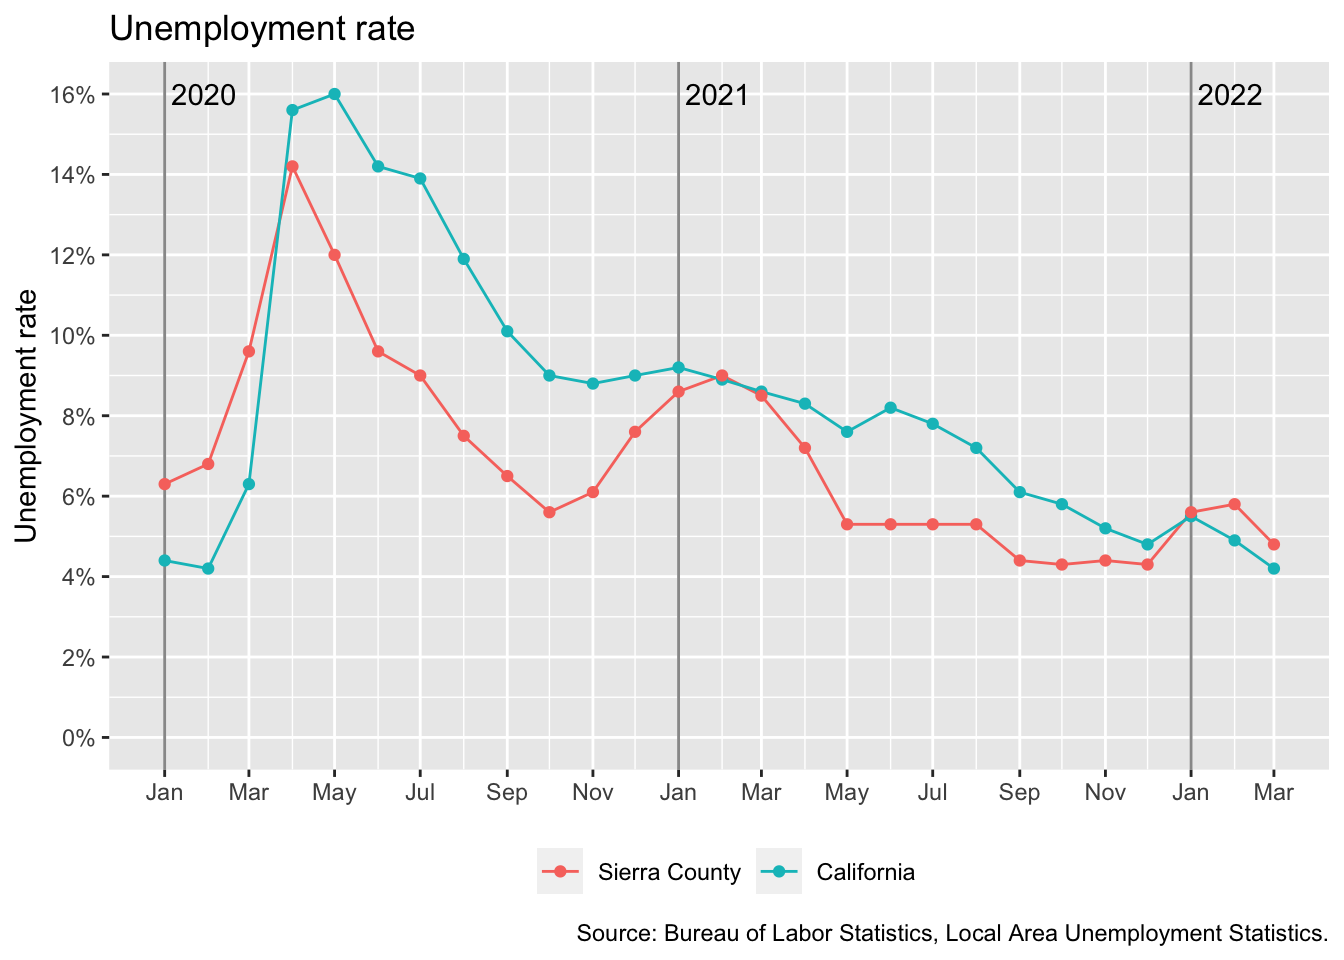 Unemployment rate
Unemployment rate
2020 2021 2022
16%
14%
12%
10%
8%
6%
4%
2%
0%
Jan Mar May Jul Sep Nov Jan Mar May Jul Sep Nov Jan Mar
Sierra County California
Source: Bureau of Labor Statistics, Local Area Unemployment Statistics.